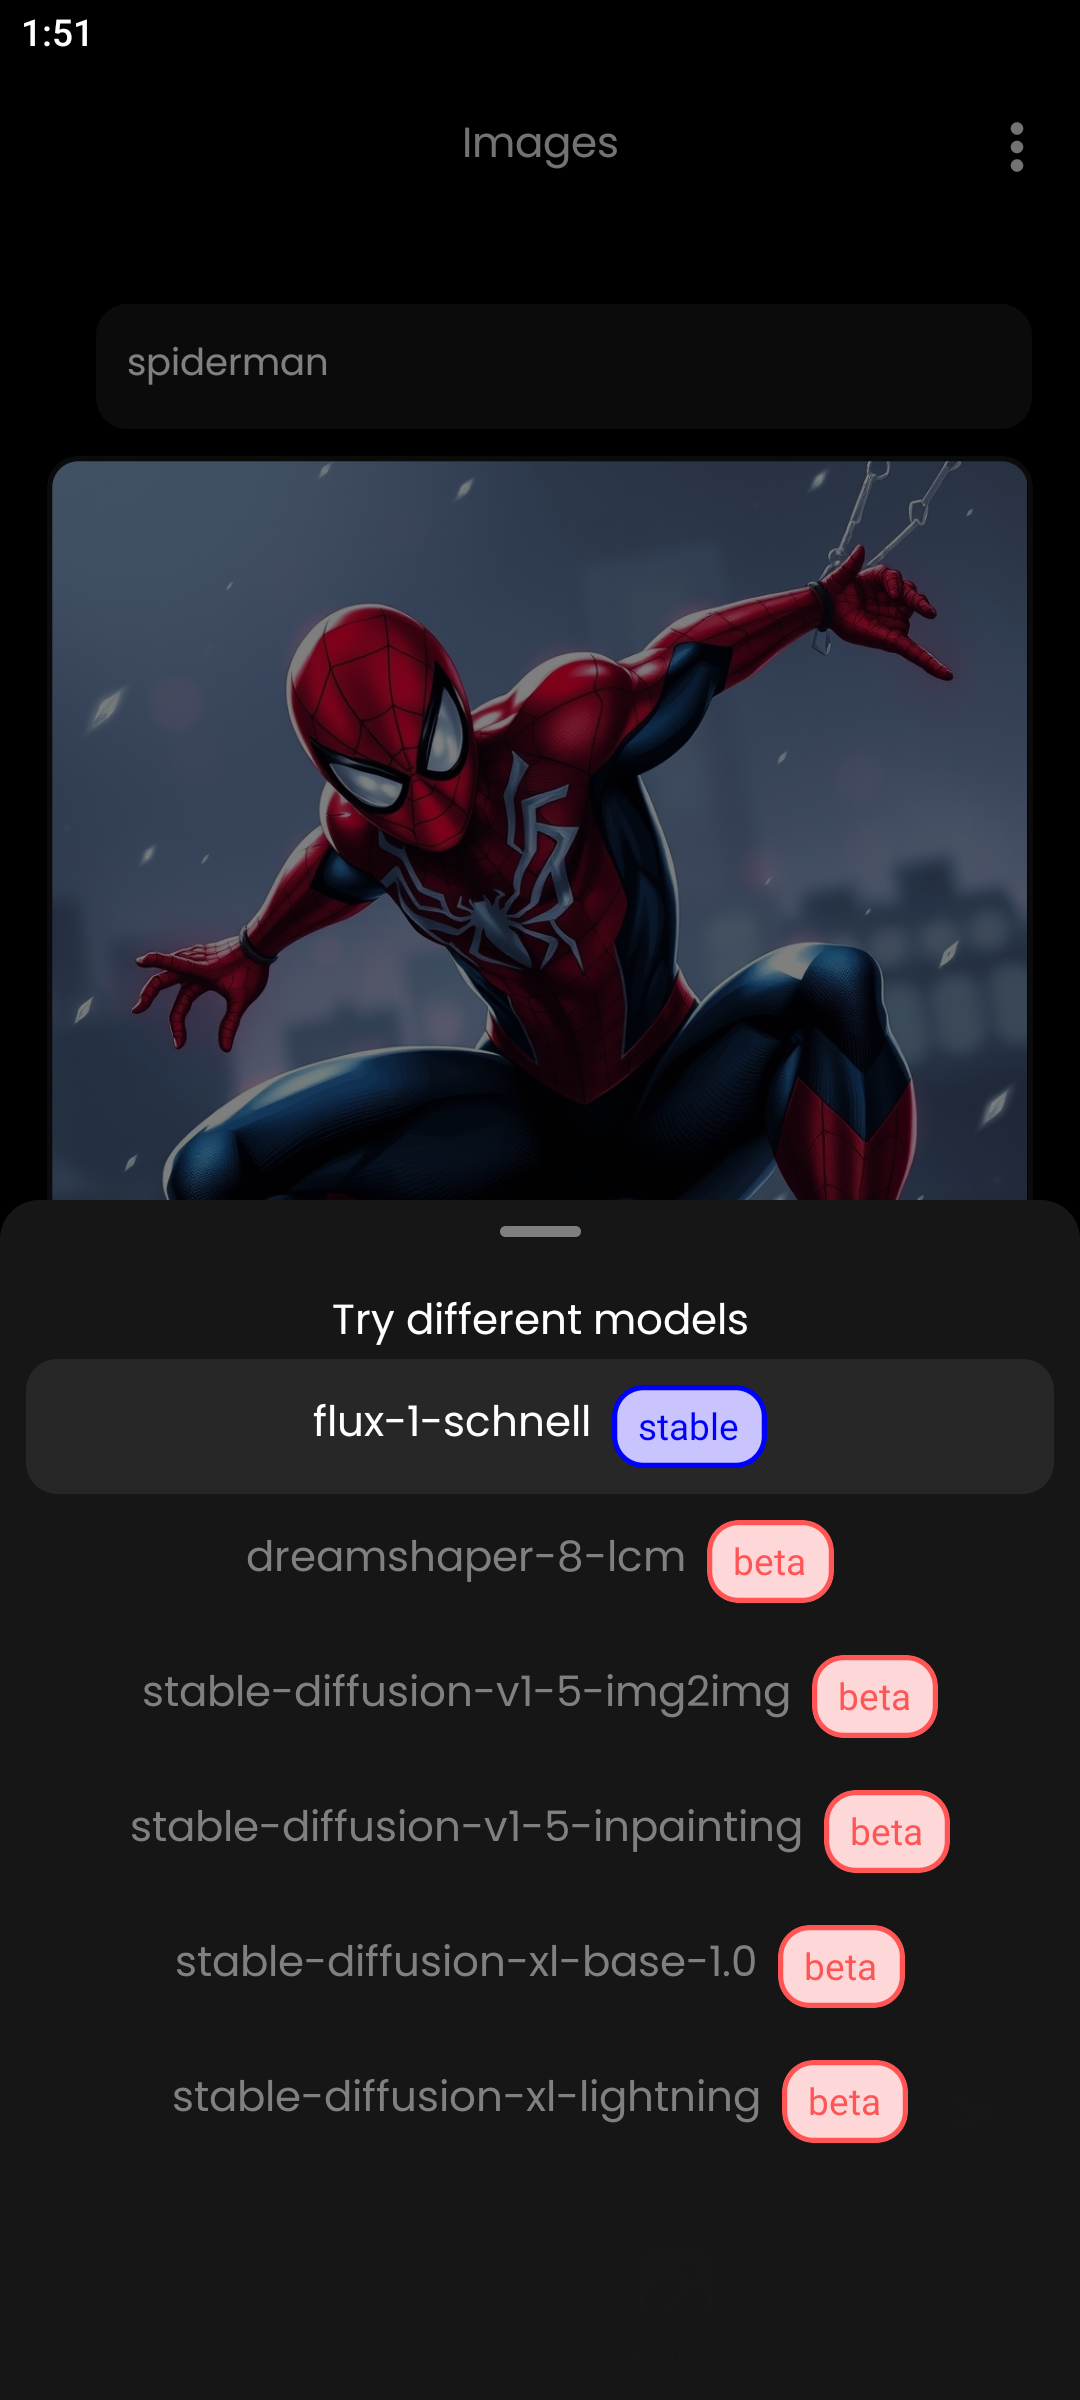 1:51
Images
spiderman
Try different models
flux-1-schnell stable
dreamshaper-8-lcm beta
stable-diffusion-v1-5-img2img beta
stable-diffusion-v1-5-inpainting beta
stable-diffusion-xl-base-1.0 beta
stable-diffusion-xl-lightning beta